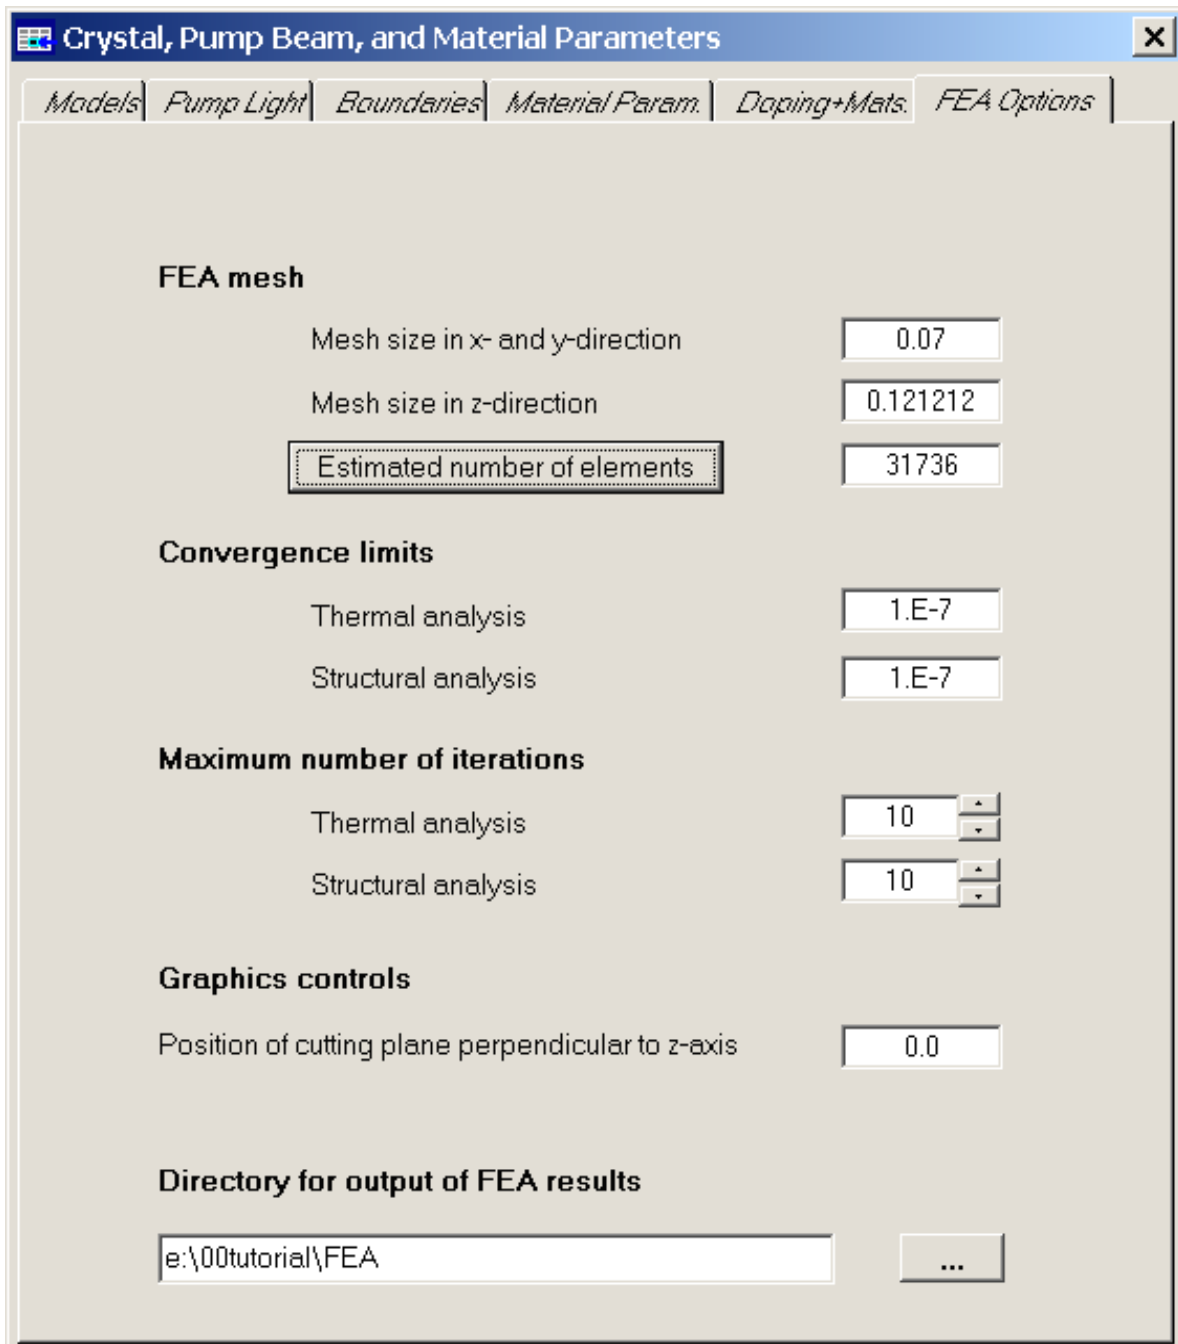 Crystal, Pump Beam, and Material Parameters
Models Pump Light Boundaries Material Param. Doping+Mats. FEA Options
FEA mesh
Mesh size in x- and y-direction 0.07
Mesh size in z-direction 0.121212
Estimated number of elements 31736
Convergence limits
Thermal analysis 1.E-7
Structural analysis 1.E-7
Maximum number of iterations
Thermal analysis 10
Structural analysis 10
Graphics controls
Position of cutting plane perpendicular to z-axis 0.0
Directory for output of FEA results
e:\00tutorial\FEA ...